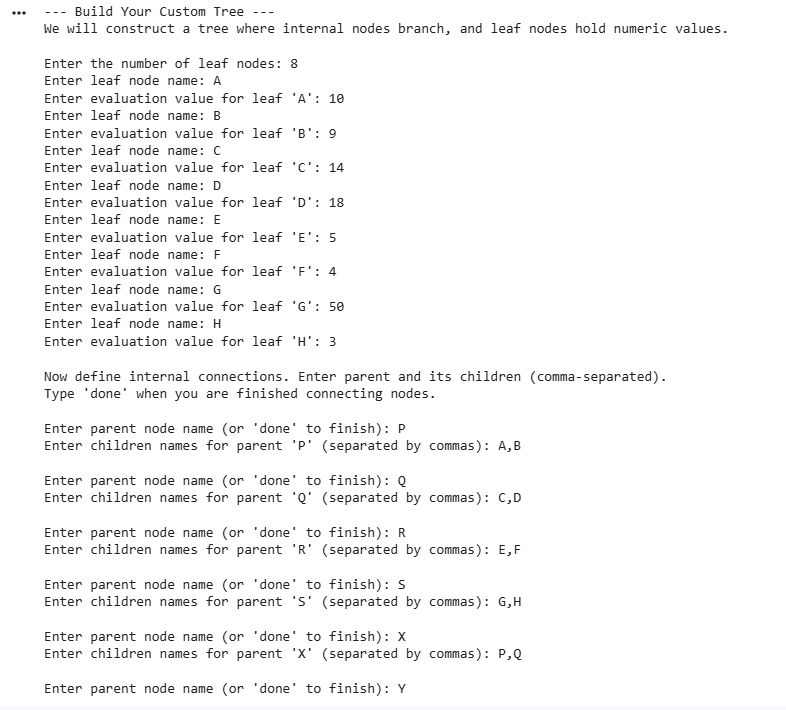 --- Build Your Custom Tree ---
We will construct a tree where internal nodes branch, and leaf nodes hold numeric values.
Enter the number of leaf nodes: 8
Enter leaf node name: A
Enter evaluation value for leaf 'A': 10
Enter leaf node name: B
Enter evaluation value for leaf 'B': 9
Enter leaf node name: C
Enter evaluation value for leaf 'C': 14
Enter leaf node name: D
Enter evaluation value for leaf 'D': 18
Enter leaf node name: E
Enter evaluation value for leaf 'E': 5
Enter leaf node name: F
Enter evaluation value for leaf 'F': 4
Enter leaf node name: G
Enter evaluation value for leaf 'G': 50
Enter leaf node name: H
Enter evaluation value for leaf 'H': 3
Now define internal connections. Enter parent and its children (comma-separated).
Type 'done' when you are finished connecting nodes.
Enter parent node name (or 'done' to finish): P
Enter children names for parent 'P' (separated by commas): A,B
Enter parent node name (or 'done' to finish): Q
Enter children names for parent 'Q' (separated by commas): C,D
Enter parent node name (or 'done' to finish): R
Enter children names for parent 'R' (separated by commas): E,F
Enter parent node name (or 'done' to finish): S
Enter children names for parent 'S' (separated by commas): G,H
Enter parent node name (or 'done' to finish): X
Enter children names for parent 'X' (separated by commas): P,Q
Enter parent node name (or 'done' to finish): Y